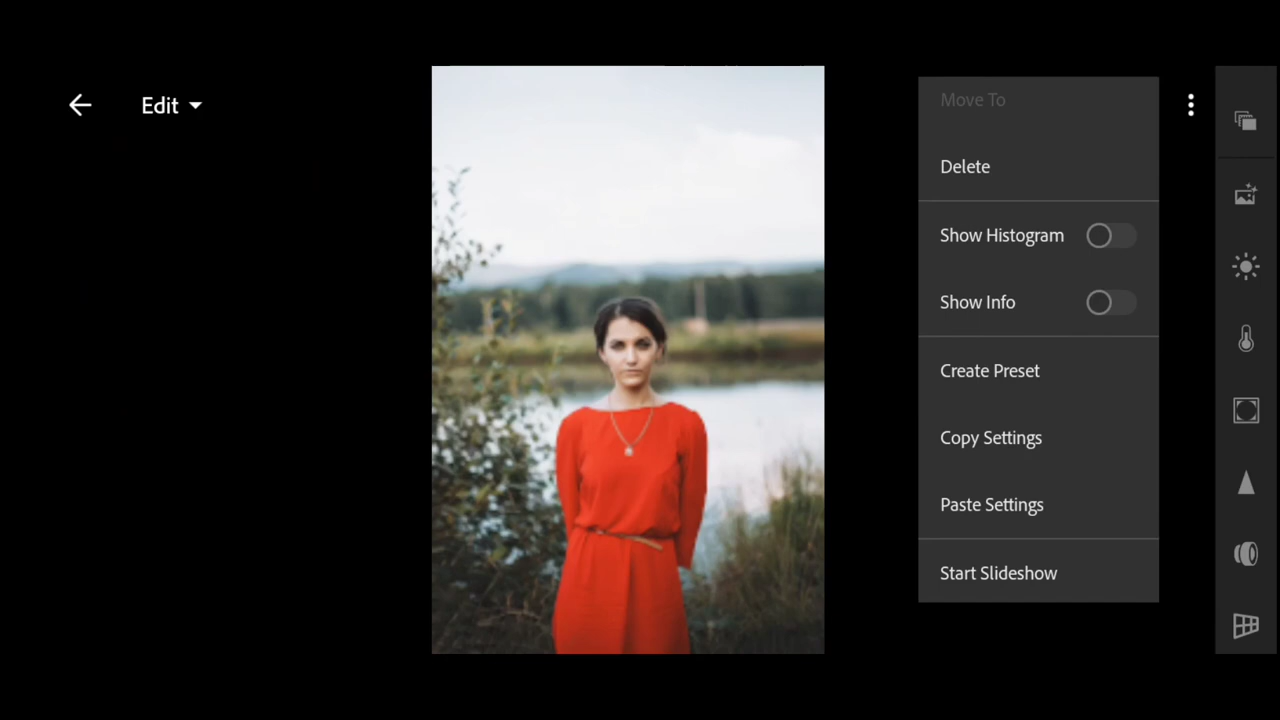 Edit
Move To
Delete
Show Histogram
Show Info
Create Preset
Copy Settings
Paste Settings
Start Slideshow